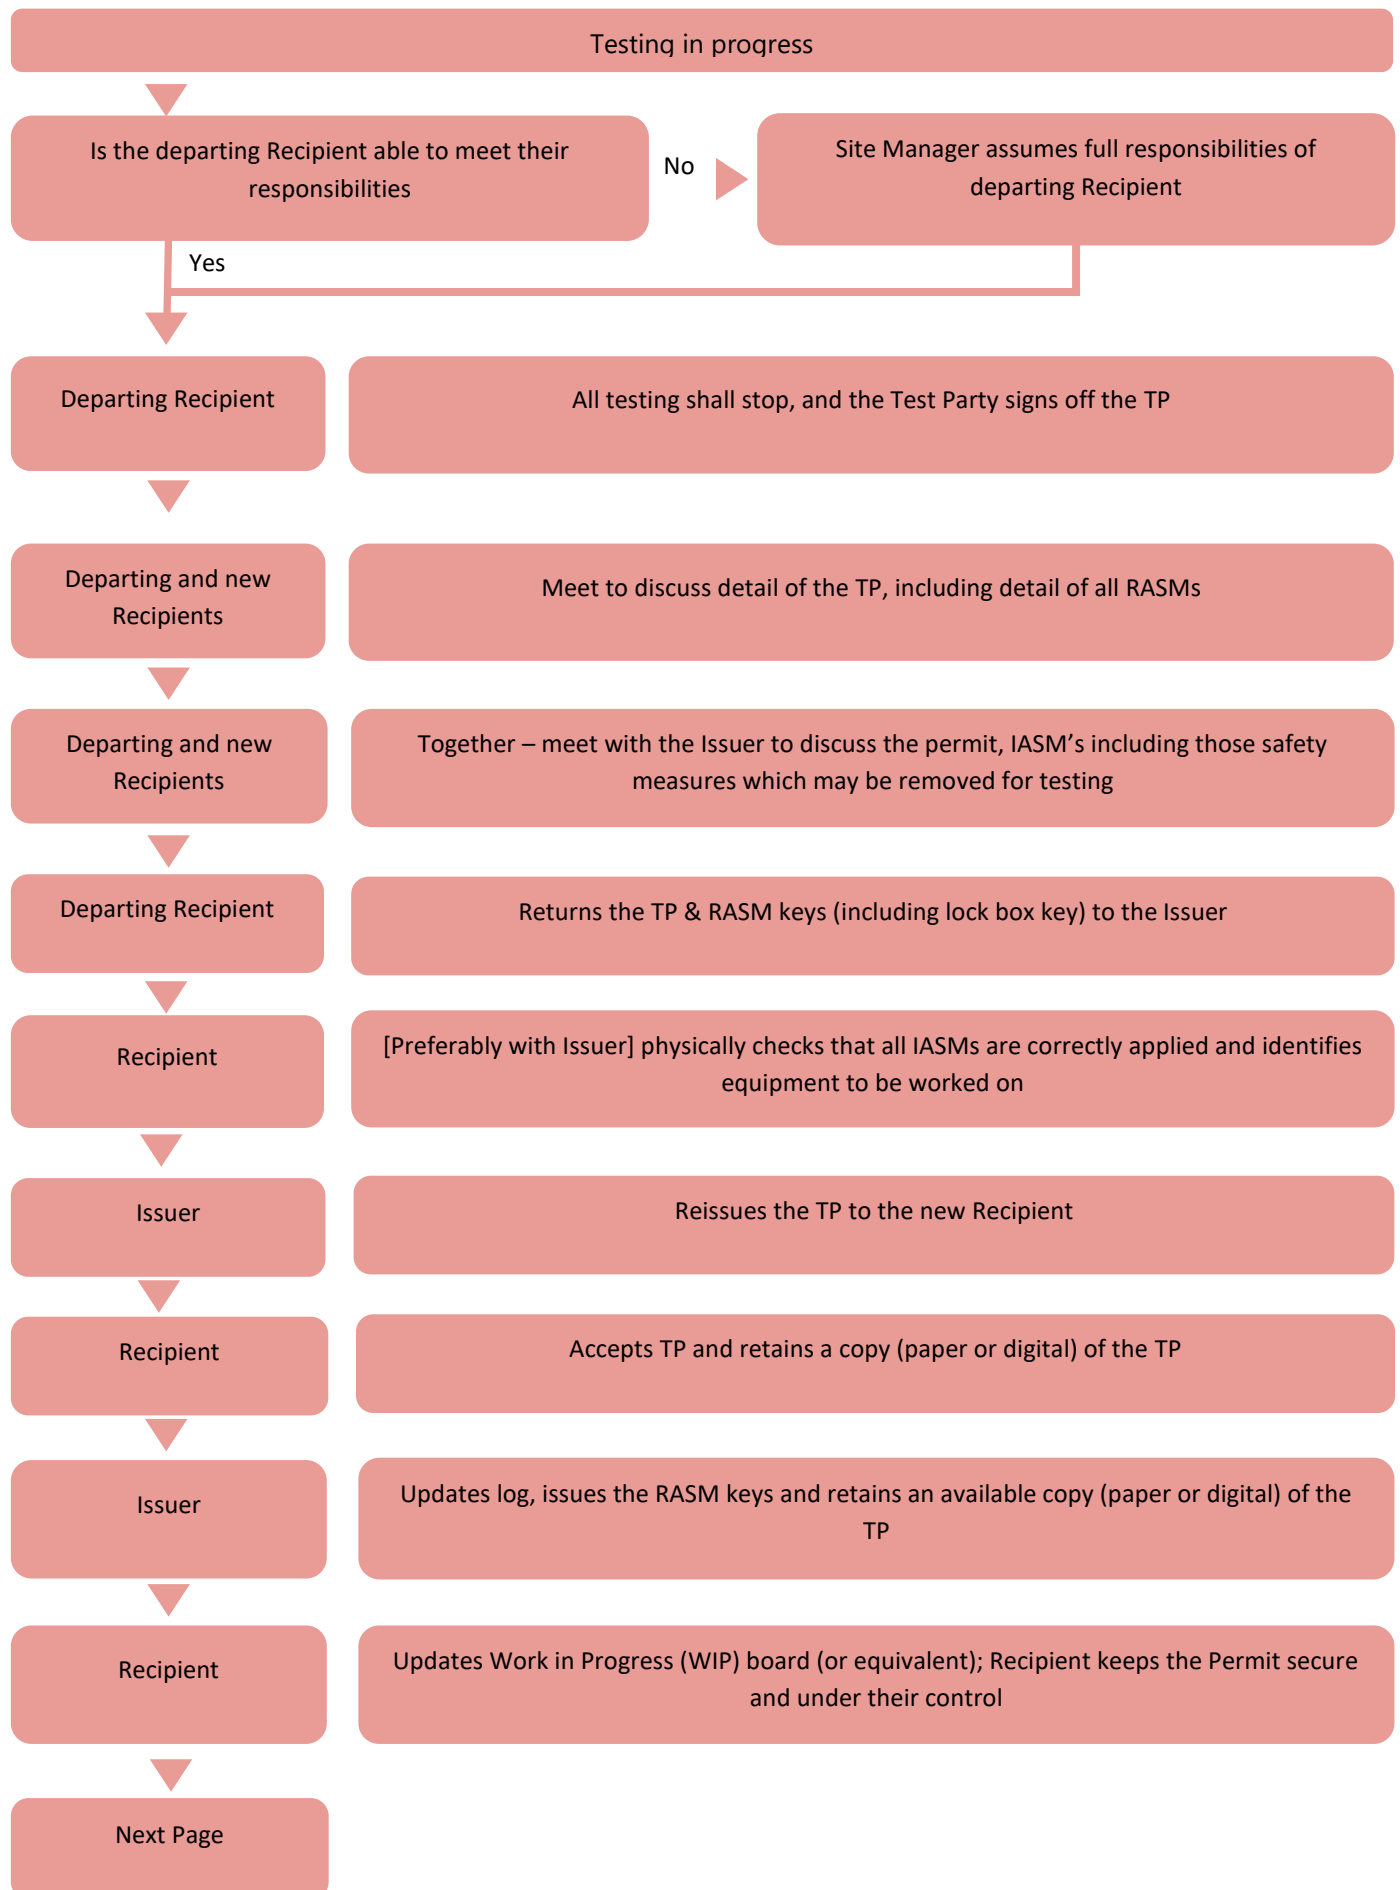 Testing in progress
Is the departing Recipient able to meet their
responsibilities
No
Site Manager assumes full responsibilities of
departing Recipient
Yes
Departing Recipient
All testing shall stop, and the Test Party signs off the TP
Departing and new
Recipients
Meet to discuss detail of the TP, including detail of all RASMs
Departing and new
Recipients
Together – meet with the Issuer to discuss the permit, IASM’s including those safety
measures which may be removed for testing
Departing Recipient
Returns the TP & RASM keys (including lock box key) to the Issuer
Recipient
[Preferably with Issuer] physically checks that all IASMs are correctly applied and identifies
equipment to be worked on
Issuer
Reissues the TP to the new Recipient
Recipient
Accepts TP and retains a copy (paper or digital) of the TP
Issuer
Updates log, issues the RASM keys and retains an available copy (paper or digital) of the
TP
Recipient
Updates Work in Progress (WIP) board (or equivalent); Recipient keeps the Permit secure
and under their control
Next Page